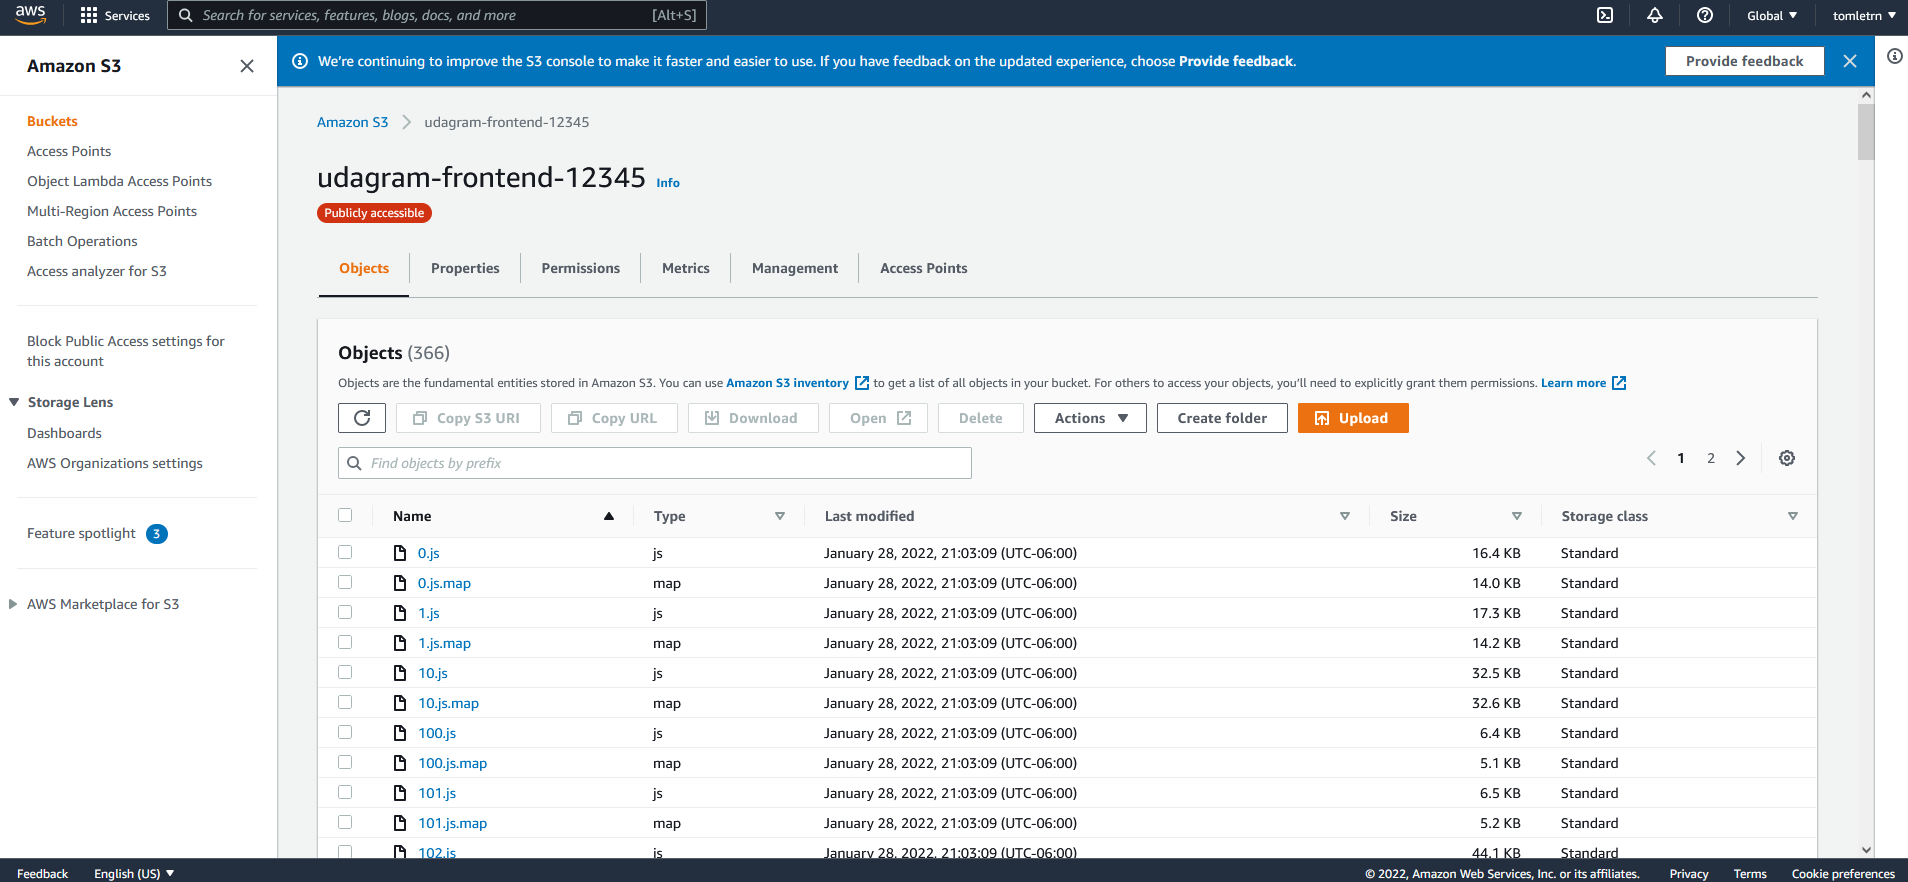 aws
Services
Search for services, features, blogs, docs, and more
[Alt+S]
Global
tomletrn
Amazon S3
Buckets
Access Points
Object Lambda Access Points
Multi-Region Access Points
Batch Operations
Access analyzer for S3
Block Public Access settings for
this account
Storage Lens
Dashboards
AWS Organizations settings
Feature spotlight 3
AWS Marketplace for S3
We're continuing to improve the S3 console to make it faster and easier to use. If you have feedback on the updated experience, choose Provide feedback.
Provide feedback
Amazon S3 udagram-frontend-12345
udagram-frontend-12345 Info
Publicly accessible
Objects Properties Permissions Metrics Management Access Points
Objects (366)
Objects are the fundamental entities stored in Amazon S3. You can use Amazon S3 inventory to get a list of all objects in your bucket. For others to access your objects, you'll need to explicitly grant them permissions. Learn more
Copy S3 URI Copy URL Download Open Delete Actions Create folder Upload
Find objects by prefix
1 2
Name Type Last modified Size Storage class
0.js js January 28, 2022, 21:03:09 (UTC-06:00) 16.4 KB Standard
0.js.map map January 28, 2022, 21:03:09 (UTC-06:00) 14.0 KB Standard
1.js js January 28, 2022, 21:03:09 (UTC-06:00) 17.3 KB Standard
1.js.map map January 28, 2022, 21:03:09 (UTC-06:00) 14.2 KB Standard
10.js js January 28, 2022, 21:03:09 (UTC-06:00) 32.5 KB Standard
10.js.map map January 28, 2022, 21:03:09 (UTC-06:00) 32.6 KB Standard
100.js js January 28, 2022, 21:03:09 (UTC-06:00) 6.4 KB Standard
100.js.map map January 28, 2022, 21:03:09 (UTC-06:00) 5.1 KB Standard
101.js js January 28, 2022, 21:03:09 (UTC-06:00) 6.5 KB Standard
101.js.map map January 28, 2022, 21:03:09 (UTC-06:00) 5.2 KB Standard
102.js js January 28, 2022, 21:03:09 (UTC-06:00) 44.1 KB Standard
Feedback English (US) © 2022, Amazon Web Services, Inc. or its affiliates. Privacy Terms Cookie preferences